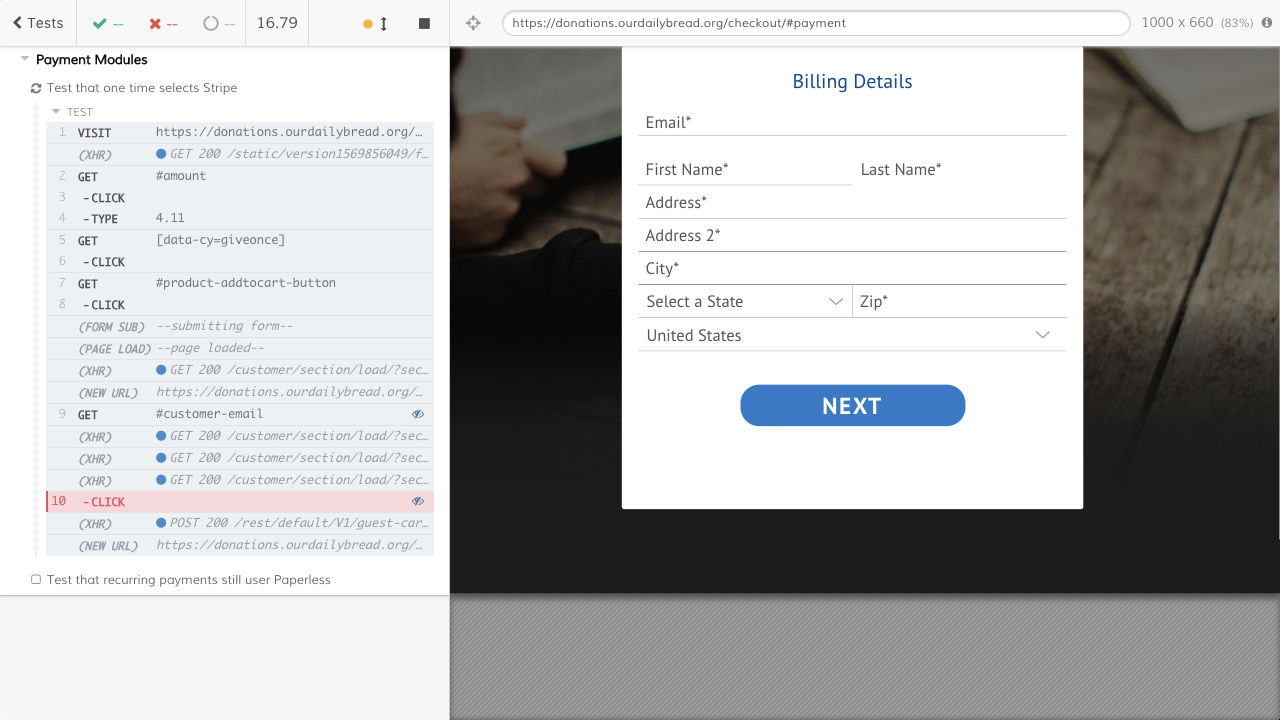 Tests
--
--
--
16.79
https://donations.ourdailybread.org/checkout/#payment
1000 x 660 (83%)
Payment Modules
Test that one time selects Stripe
TEST
1 VISIT https://donations.ourdailybread.org/…
(XHR) GET 200 /static/version1569856049/f…
2 GET #amount
3 -CLICK
4 -TYPE 4.11
5 GET [data-cy=giveonce]
6 -CLICK
7 GET #product-addtocart-button
8 -CLICK
(FORM SUB) --submitting form--
(PAGE LOAD) --page loaded--
(XHR) GET 200 /customer/section/load/?sec…
(NEW URL) https://donations.ourdailybread.org/…
9 GET #customer-email
(XHR) GET 200 /customer/section/load/?sec…
(XHR) GET 200 /customer/section/load/?sec…
(XHR) GET 200 /customer/section/load/?sec…
10 -CLICK
(XHR) POST 200 /rest/default/V1/guest-car…
(NEW URL) https://donations.ourdailybread.org/…
Test that recurring payments still user Paperless
Billing Details
Email*
First Name* Last Name*
Address*
Address 2*
City*
Select a State Zip*
United States
NEXT